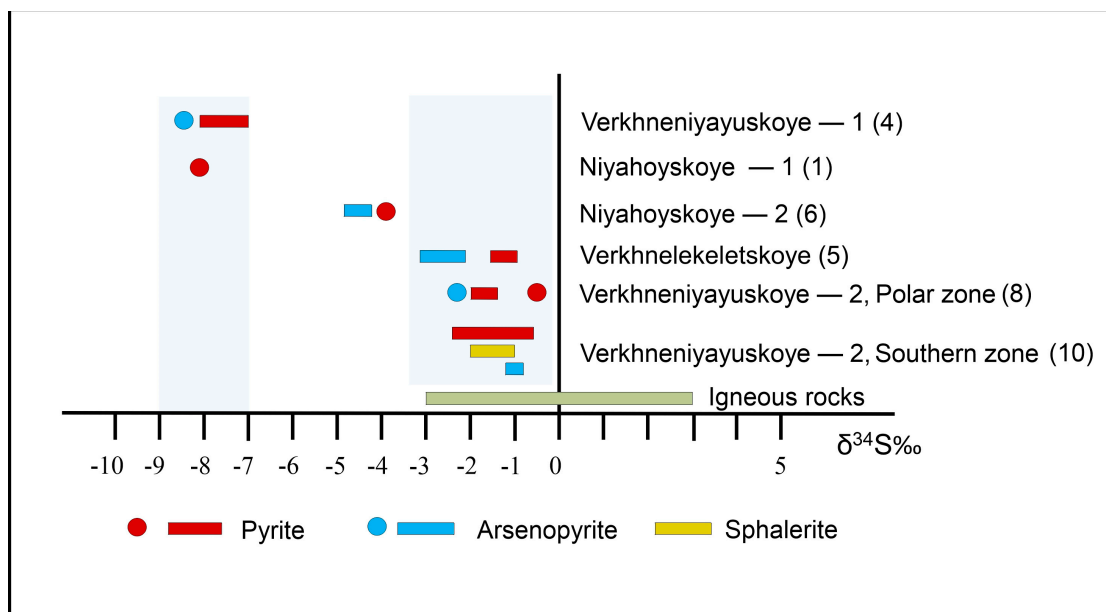 Verkhneniyayuskoye — 1 (4)
Niyahoyskoye — 1 (1)
Niyahoyskoye — 2 (6)
Verkhnelekeletskoye (5)
Verkhneniyayuskoye — 2, Polar zone (8)
Verkhneniyayuskoye — 2, Southern zone (10)
Igneous rocks
-10 -9 -8 -7 -6 -5 -4 -3 -2 -1 0 5 δ³⁴S‰
Pyrite Arsenopyrite Sphalerite